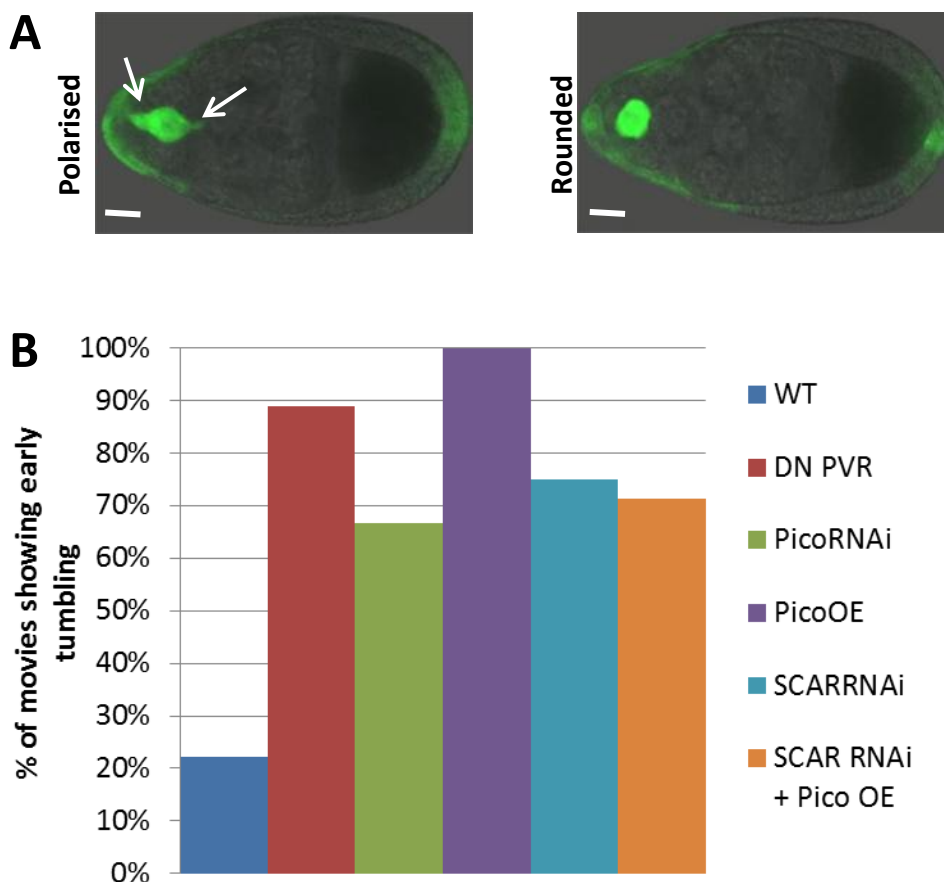 A
Polarised
Rounded
B
% of movies showing early
tumbling
100%
90%
80%
70%
60%
50%
40%
30%
20%
10%
0%
WT
DN PVR
PicoRNAi
PicoOE
SCARRNAi
SCAR RNAi
+ Pico OE